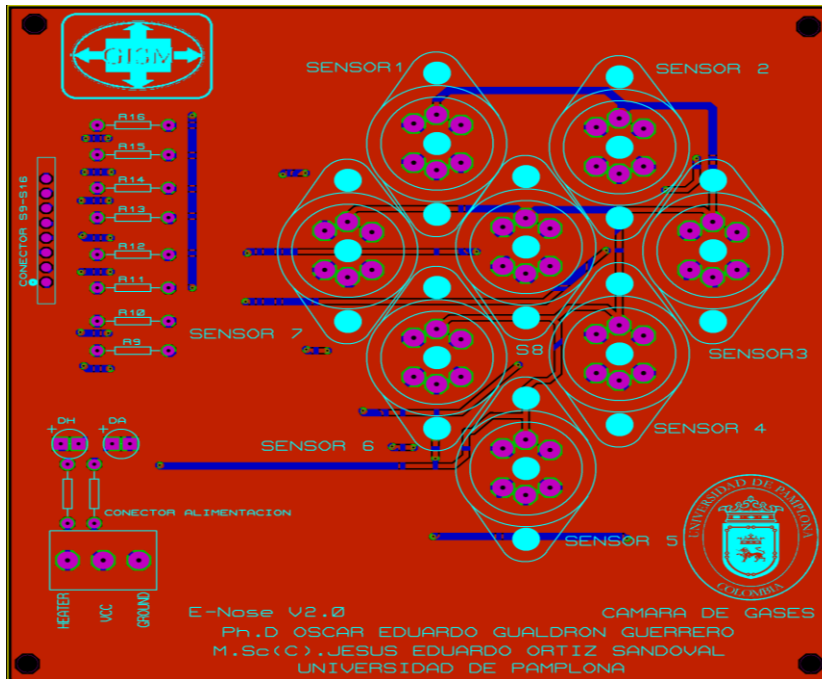 GISM
SENSOR1
SENSOR 2
R16
R15
R14
R13
R12
R11
R10
R9
CONECTOR S9-S16
SENSOR 7
S8
SENSOR3
SENSOR 4
SENSOR 6
SENSOR 5
+ DH
+ DA
CONECTOR ALIMENTACION
HEATER
VCC
GROUND
UNIVERSIDAD DE PAMPLONA
COLOMBIA
E-Nose V2.0
CAMARA DE GASES
Ph.D OSCAR EDUARDO GUALDRON GUERRERO
M.Sc(C).JESUS EDUARDO ORTIZ SANDOVAL
UNIVERSIDAD DE PAMPLONA